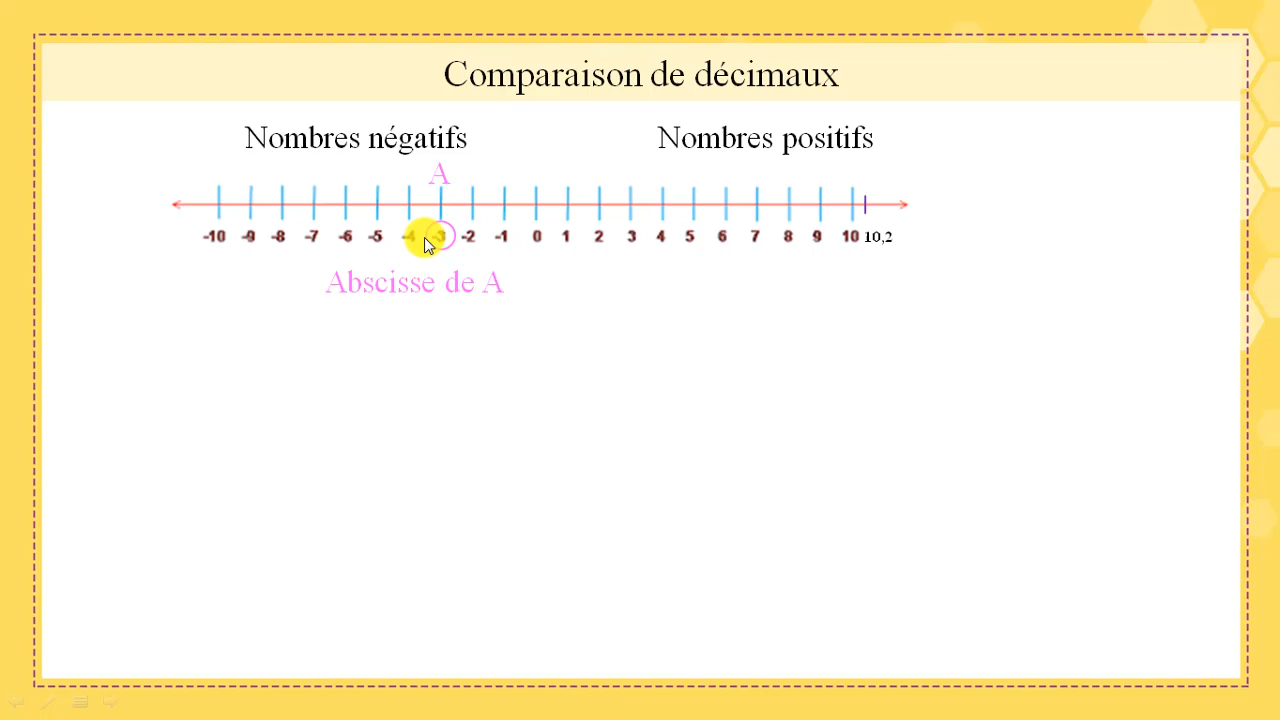 Comparaison de décimaux
Nombres négatifs Nombres positifs
A
-10 -9 -8 -7 -6 -5 -4 -3 -2 -1 0 1 2 3 4 5 6 7 8 9 10 10,2
Abscisse de A